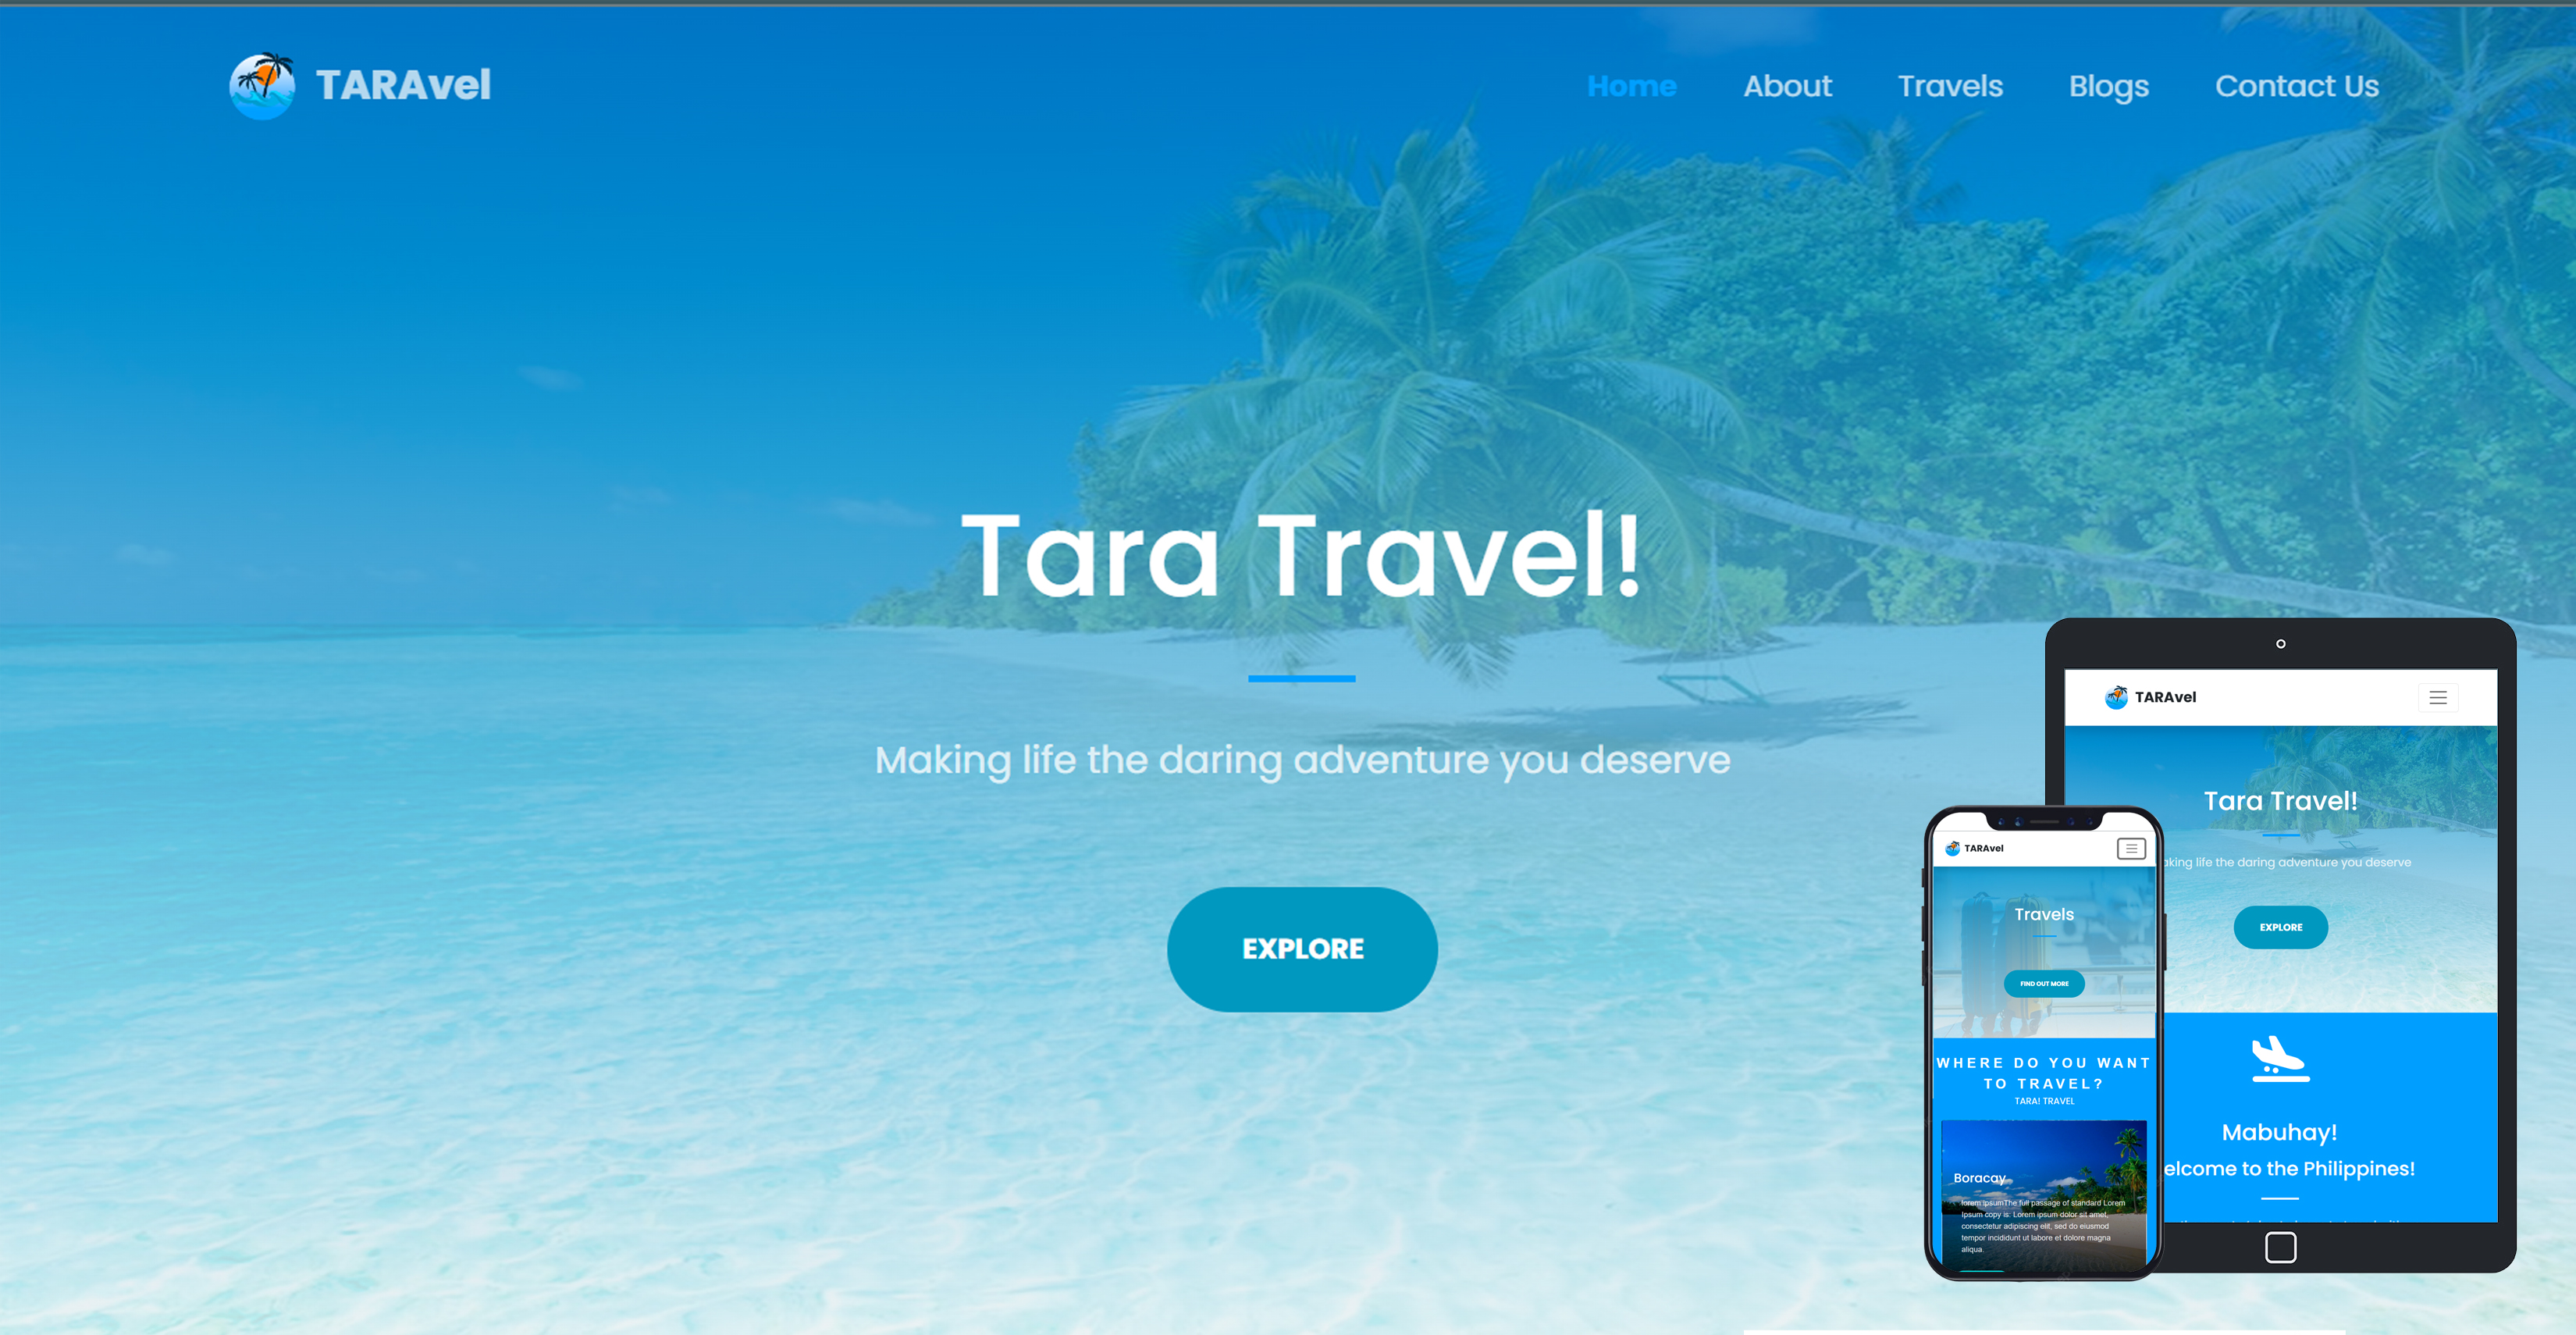 TARAvel
Home About Travels Blogs Contact Us
Tara Travel!
Making life the daring adventure you deserve
EXPLORE
TARAvel
Tara Travel!
aking life the daring adventure you deserve
EXPLORE
Mabuhay!
elcome to the Philippines!
TARAvel
Travels
FIND OUT MORE
WHERE DO YOU WANT
TO TRAVEL?
TARA! TRAVEL
Boracay
lorem ipsumThe full passage of standard Lorem
Ipsum copy is: Lorem ipsum dolor sit amet,
consectetur adipiscing elit, sed do eiusmod
tempor incididunt ut labore et dolore magna
aliqua.